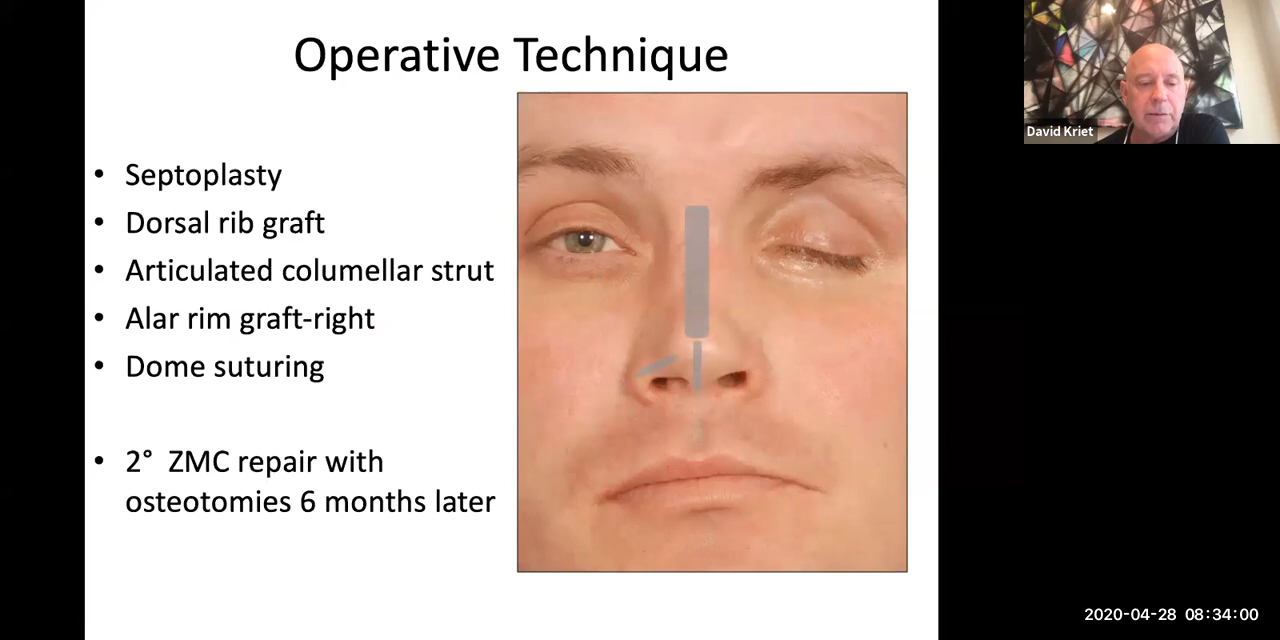 Operative Technique
• Septoplasty
• Dorsal rib graft
• Articulated columellar strut
• Alar rim graft-right
• Dome suturing
• 2° ZMC repair with
osteotomies 6 months later
David Kriet
2020-04-28 08:34:00